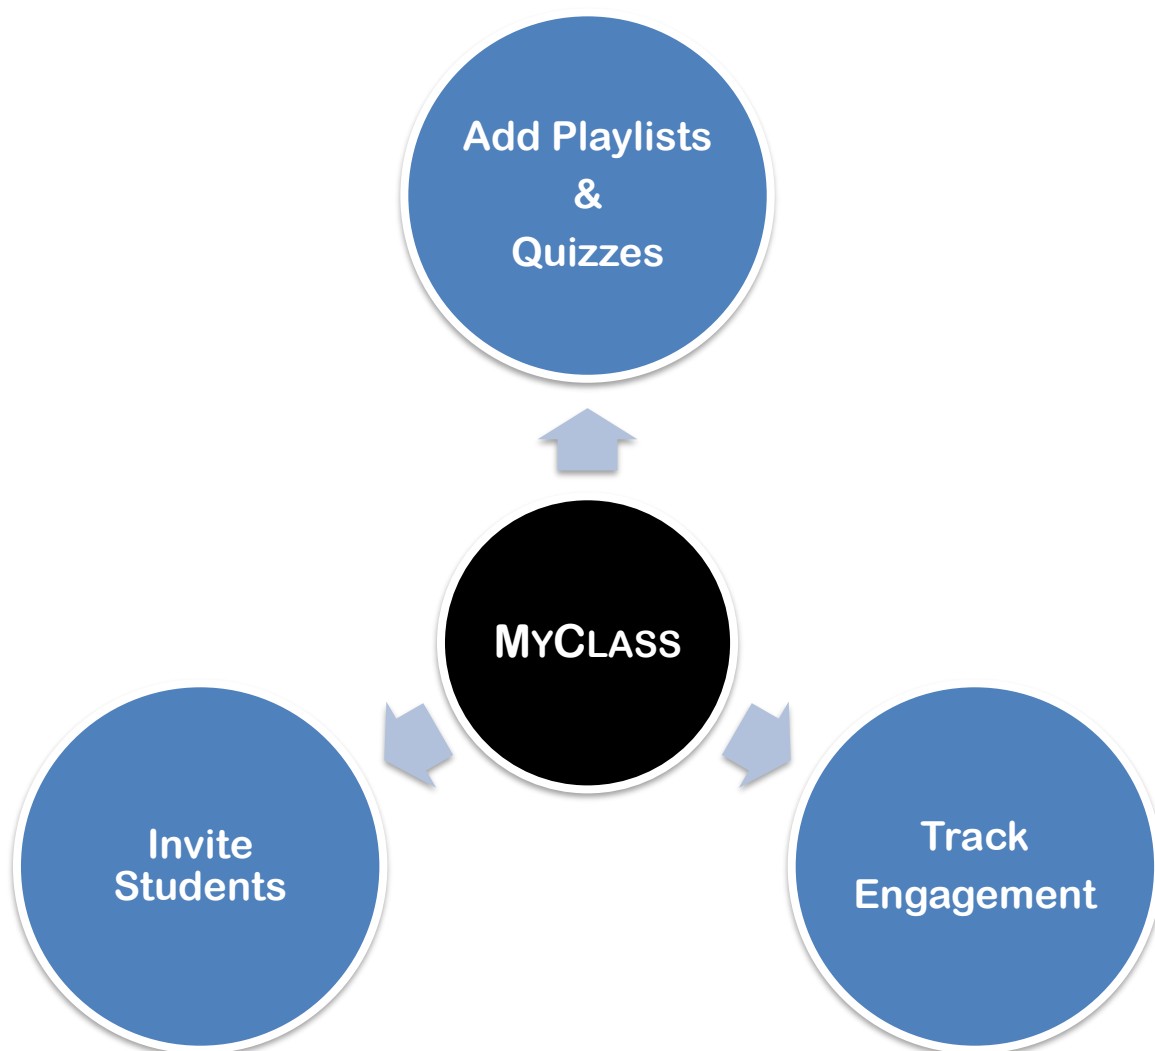 Add Playlists
&
Quizzes
MYCLASS
Invite
Students
Track
Engagement